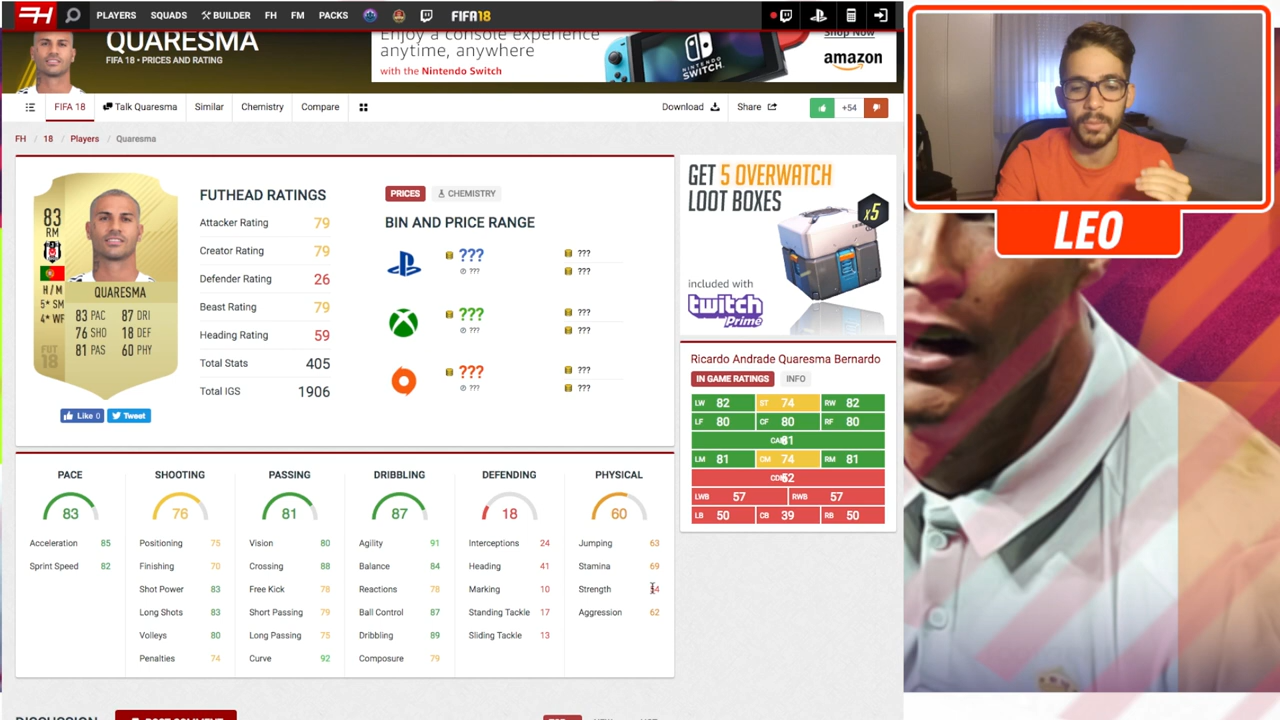 FH PLAYERS SQUADS BUILDER FH FM PACKS FIFA18
QUARESMA
FIFA 18 • PRICES AND RATING
Enjoy a console experience
anytime, anywhere
with the Nintendo Switch
NINTENDO
SWITCH
Shop Now
amazon
FIFA 18 Talk Quaresma Similar Chemistry Compare Download Share +54
FH / 18 / Players / Quaresma
83
RM
H / M
5* SM
4* WF
FUT
18
QUARESMA
83 PAC 87 DRI
76 SHO 18 DEF
81 PAS 60 PHY
Like 0 Tweet
FUTHEAD RATINGS
Attacker Rating 79
Creator Rating 79
Defender Rating 26
Beast Rating 79
Heading Rating 59
Total Stats 405
Total IGS 1906
PRICES CHEMISTRY
BIN AND PRICE RANGE
??? ???
??? ???
??? ???
??? ???
??? ???
??? ???
GET 5 OVERWATCH
LOOT BOXES
x5
included with
twitch
prime
Ricardo Andrade Quaresma Bernardo
IN GAME RATINGS INFO
LW 82 ST 74 RW 82
LF 80 CF 80 RF 80
CAM 81
LM 81 CM 74 RM 81
CDM 52
LWB 57 RWB 57
LB 50 CB 39 RB 50
PACE SHOOTING PASSING DRIBBLING DEFENDING PHYSICAL
83 76 81 87 18 60
Acceleration 85 Positioning 75 Vision 80 Agility 91 Interceptions 24 Jumping 63
Sprint Speed 82 Finishing 70 Crossing 88 Balance 84 Heading 41 Stamina 69
Shot Power 83 Free Kick 78 Reactions 78 Marking 10 Strength
Long Shots 83 Short Passing 79 Ball Control 87 Standing Tackle 17 Aggression 62
Volleys 80 Long Passing 75 Dribbling 89 Sliding Tackle 13
Penalties 74 Curve 92 Composure 79
LEO